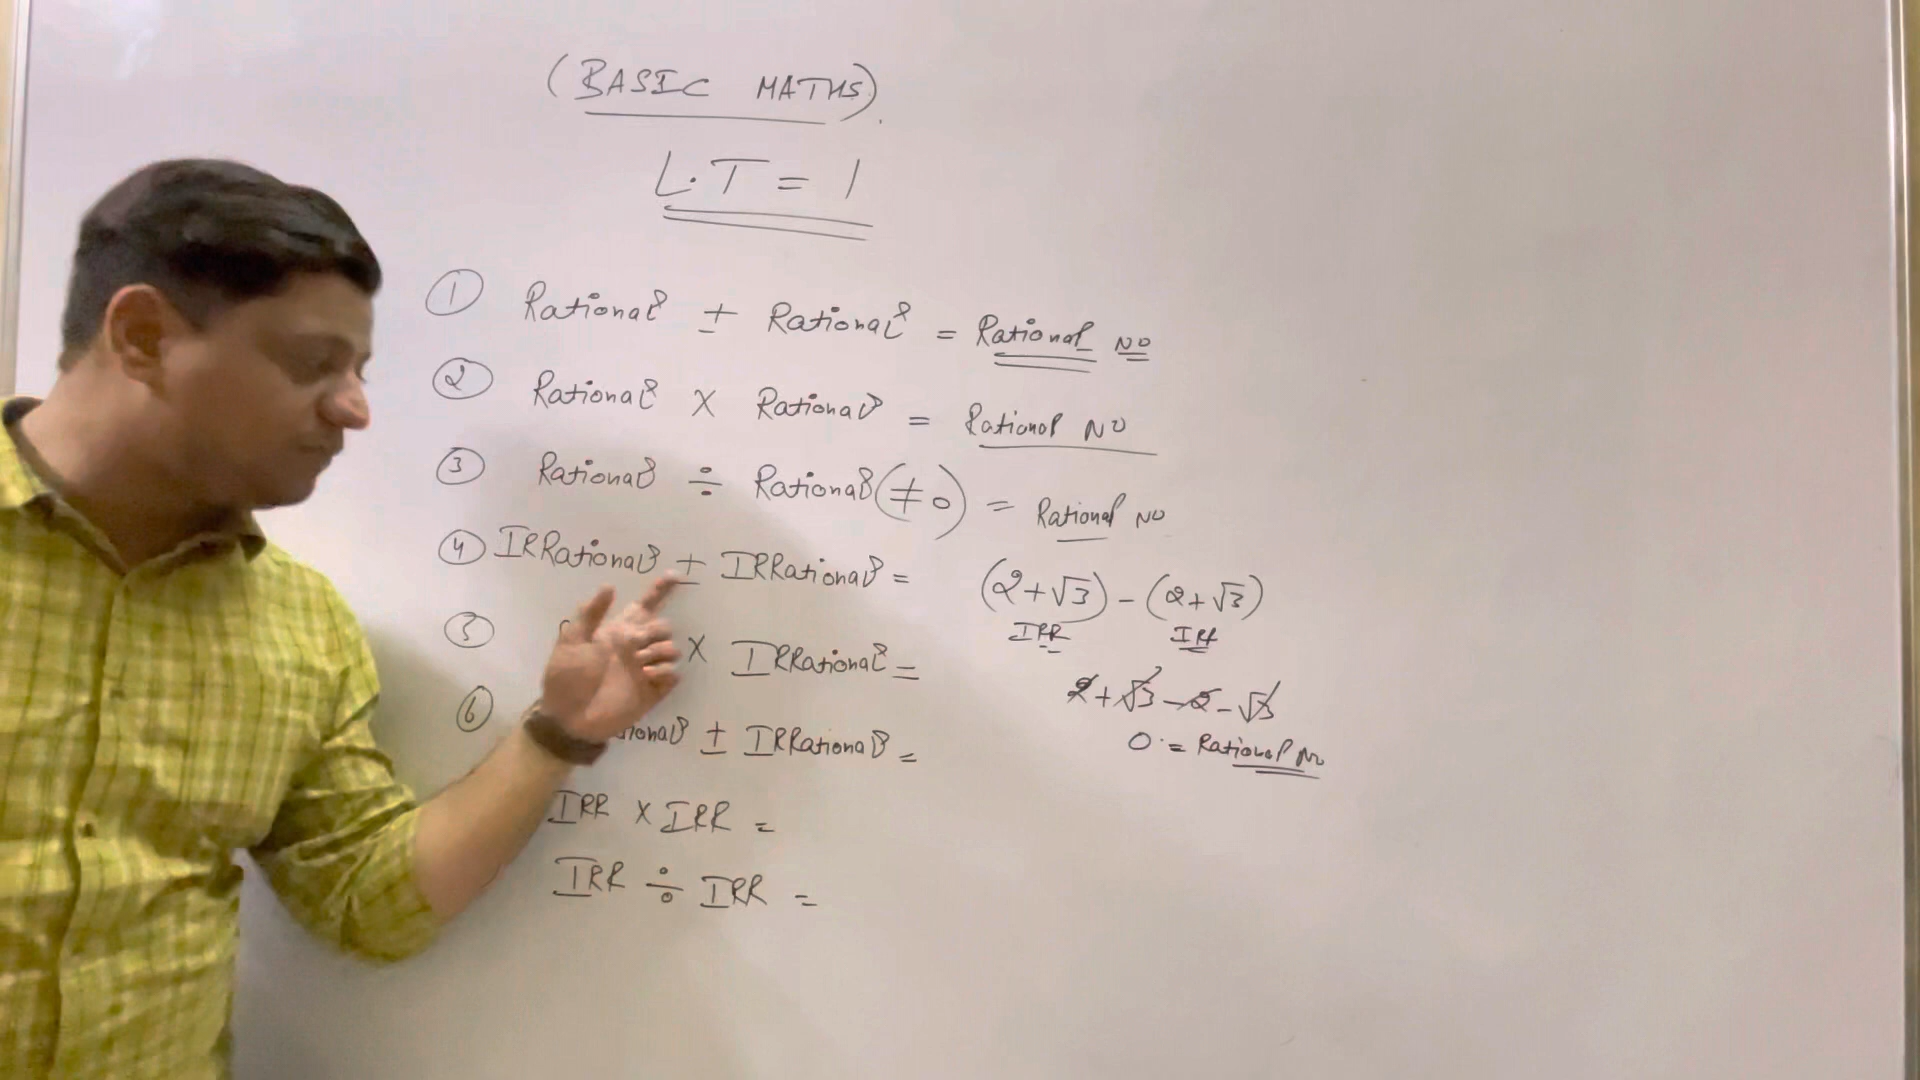 (BASIC MATHS).
L.T = 1
① Rational ± Rational = Rational NO
② Rational X Rational = Rational NO
③ Rational ÷ Rational (≠0) = Rational NO
④ IRRational ± IRRational = (2+√3) - (2+√3)
IRR IRR
⑤ X IRRational =
2+√3-2-√3
⑥ ± IRRational =
0 = Rational No
IRR X IRR =
IRR ÷ IRR =